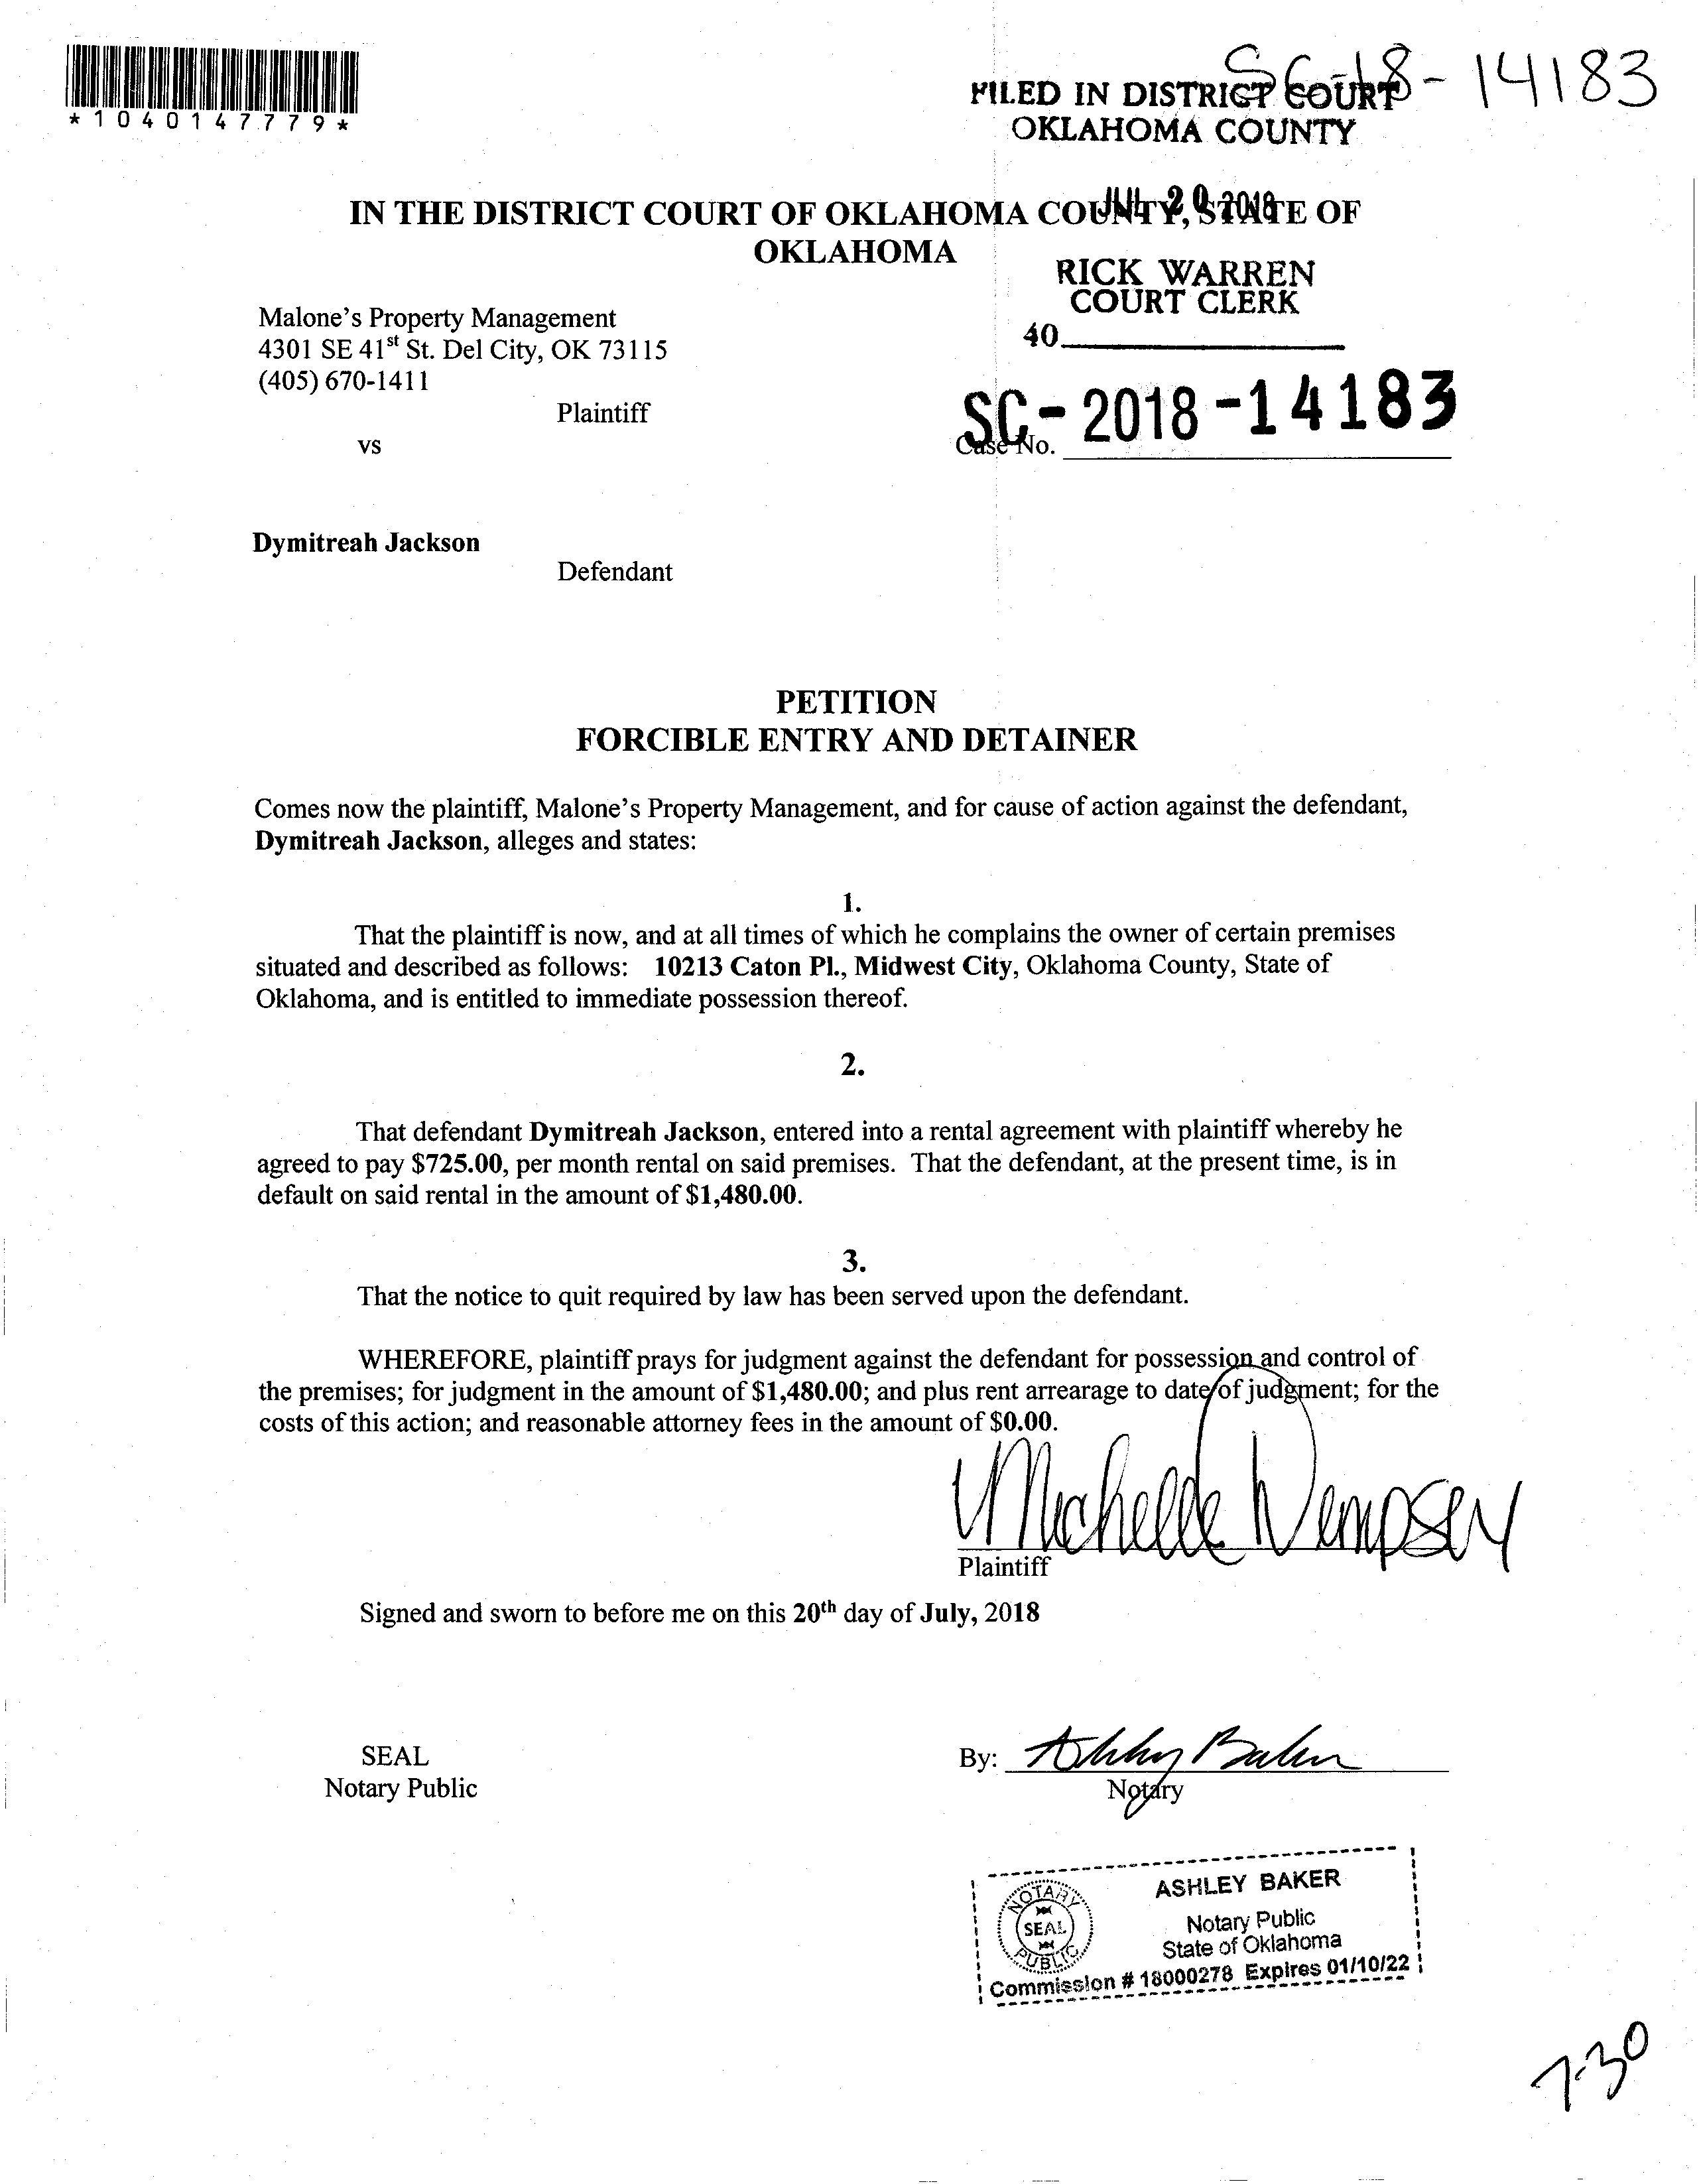 SC-18-14183
*1040147779*
FILED IN DISTRICT COURT
OKLAHOMA COUNTY
JUL 20 2018
IN THE DISTRICT COURT OF OKLAHOMA COUNTY, STATE OF
OKLAHOMA
RICK WARREN
COURT CLERK
40
Malone's Property Management
4301 SE 41st St. Del City, OK 73115
(405) 670-1411
Plaintiff
vs
SC-2018-14183
Case No.
Dymitreah Jackson
Defendant
PETITION
FORCIBLE ENTRY AND DETAINER
Comes now the plaintiff, Malone's Property Management, and for cause of action against the defendant,
Dymitreah Jackson, alleges and states:
1.
That the plaintiff is now, and at all times of which he complains the owner of certain premises
situated and described as follows: 10213 Caton Pl., Midwest City, Oklahoma County, State of
Oklahoma, and is entitled to immediate possession thereof.
2.
That defendant Dymitreah Jackson, entered into a rental agreement with plaintiff whereby he
agreed to pay $725.00, per month rental on said premises. That the defendant, at the present time, is in
default on said rental in the amount of $1,480.00.
3.
That the notice to quit required by law has been served upon the defendant.
WHEREFORE, plaintiff prays for judgment against the defendant for possession and control of
the premises; for judgment in the amount of $1,480.00; and plus rent arrearage to date of judgment; for the
costs of this action; and reasonable attorney fees in the amount of $0.00.
Michelle Dempsey
Plaintiff
Signed and sworn to before me on this 20th day of July, 2018
SEAL
Notary Public
By: Ashley Baker
Notary
ASHLEY BAKER
NOTARY
SEAL
PUBLIC
Notary Public
State of Oklahoma
Commission # 18000278 Expires 01/10/22
7-30